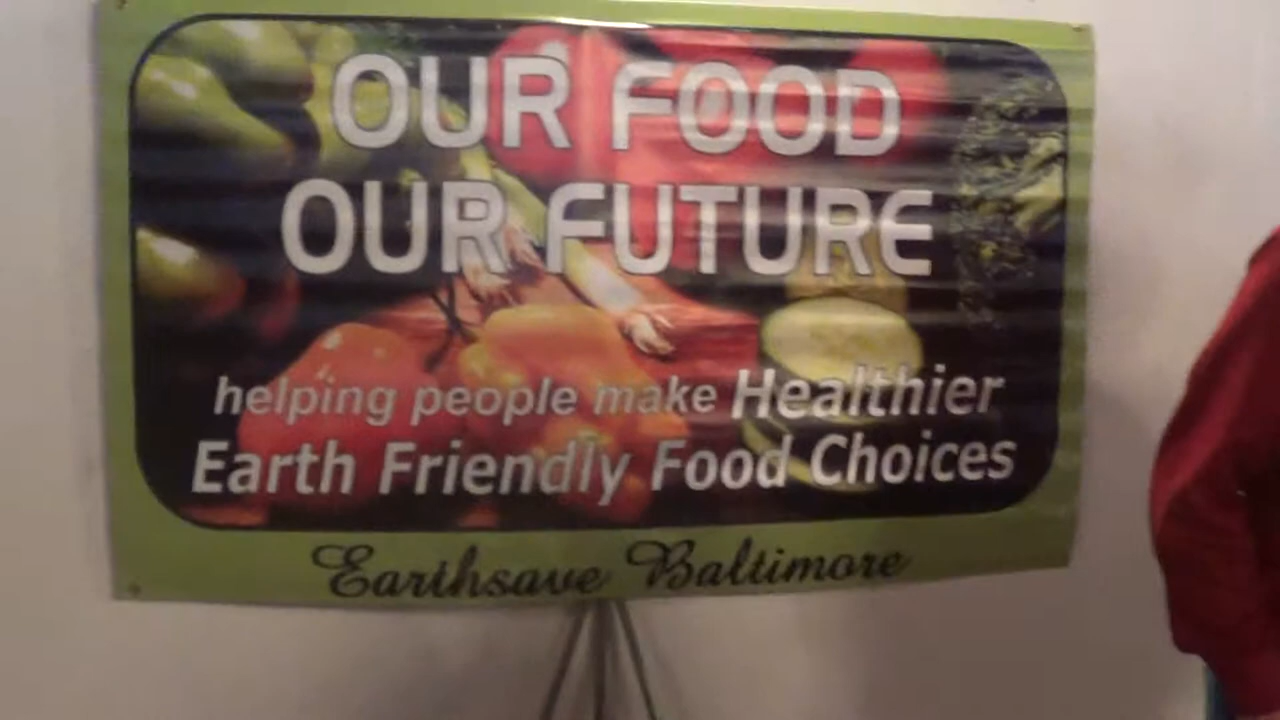 OUR FOOD
OUR FUTURE
helping people make Healthier
Earth Friendly Food Choices
Earthsave Baltimore